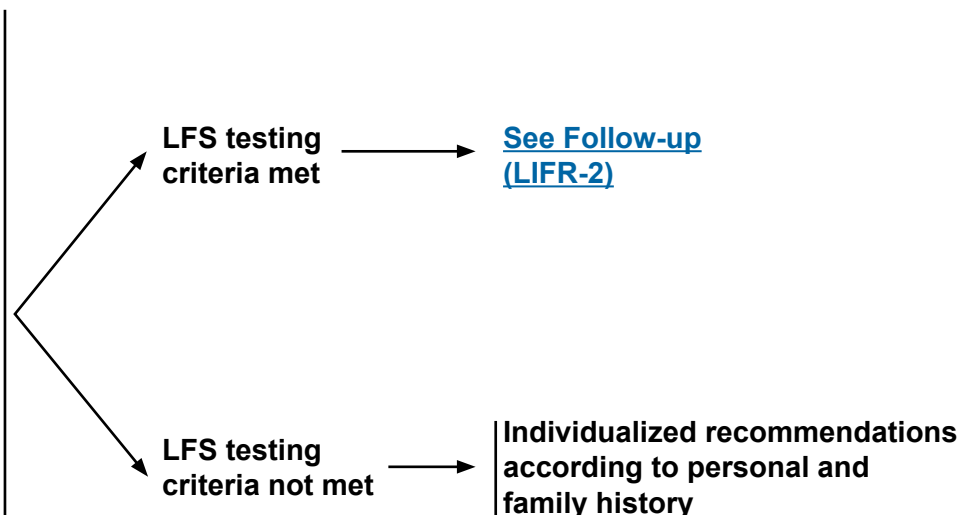 LFS testing
criteria met
See Follow-up
(LIFR-2)
LFS testing
criteria not met
Individualized recommendations
according to personal and
family history